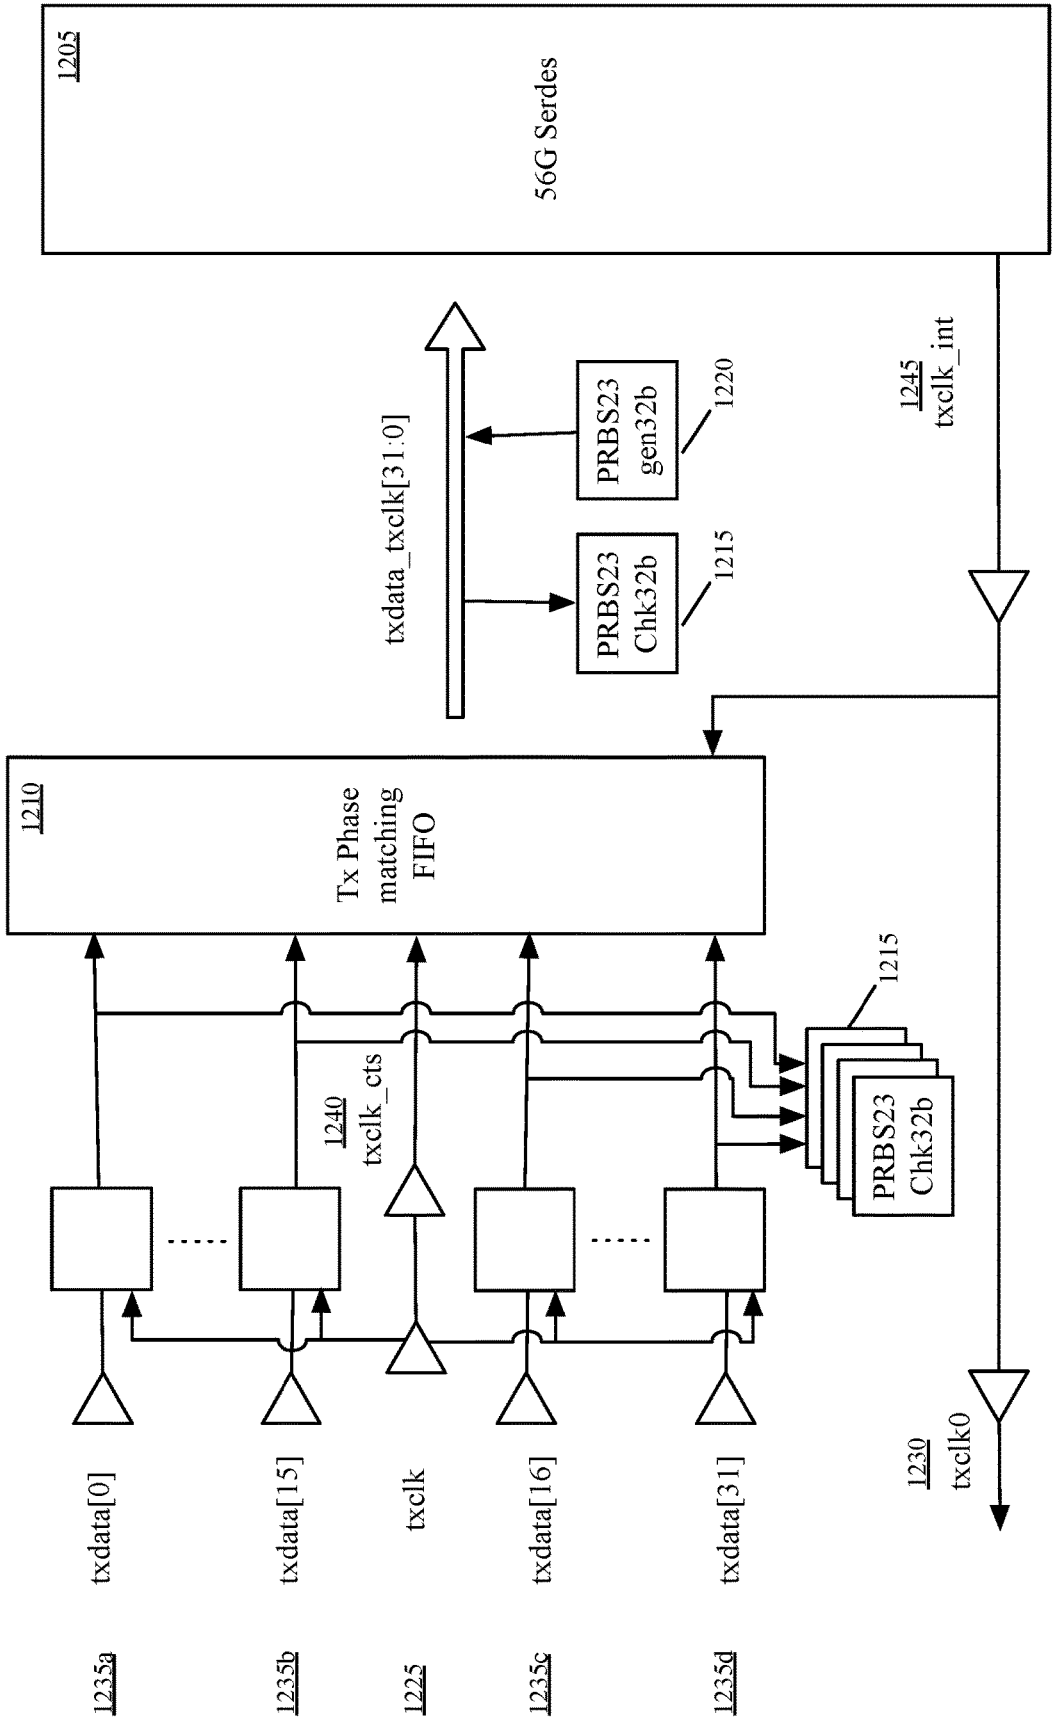 1235a
txdata[0]
1235b
txdata[15]
1225
txclk
1235c
txdata[16]
1235d
txdata[31]
1240
txclk_cts
1210
Tx Phase
matching
FIFO
PRBS23
Chk32b
1215
txdata_txclk[31:0]
PRBS23
Chk32b
1215
PRBS23
gen32b
1220
1205
56G Serdes
1230
txclk0
1245
txclk_int